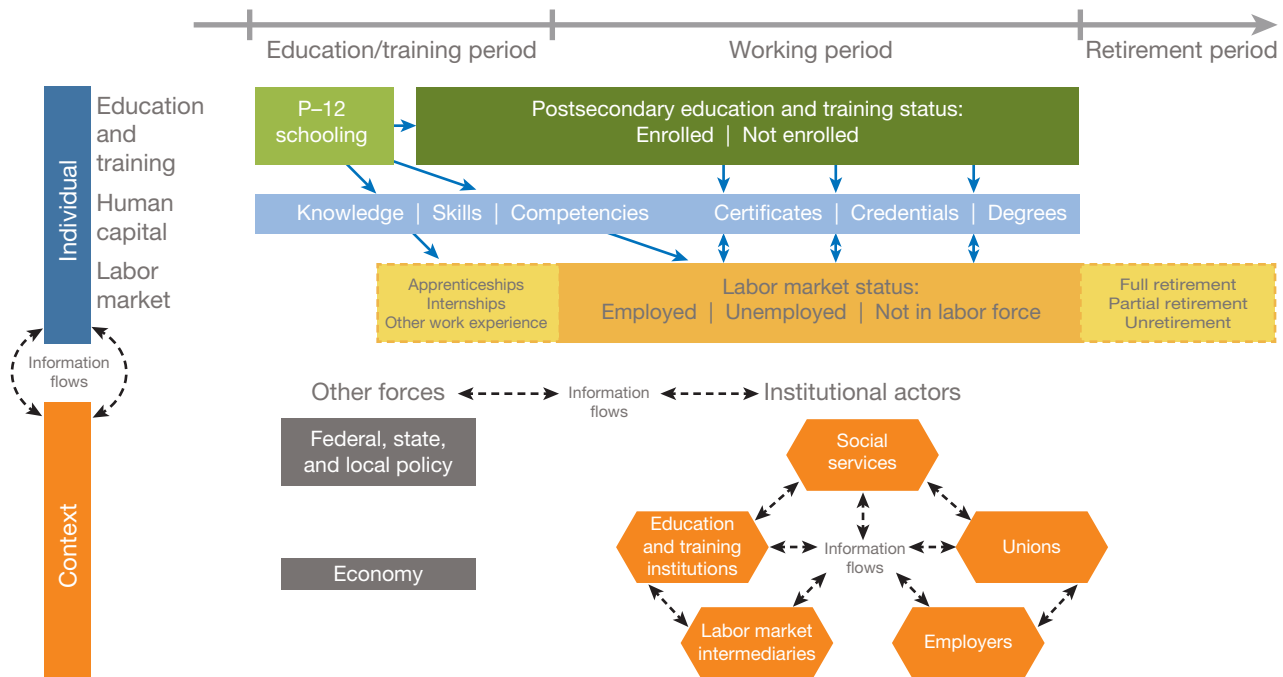 Education/training period
Working period
Retirement period
Individual
Education
and
training
Human
capital
Labor
market
P–12
schooling
Postsecondary education and training status:
Enrolled | Not enrolled
Knowledge | Skills | Competencies
Certificates | Credentials | Degrees
Apprenticeships
Internships
Other work experience
Labor market status:
Employed | Unemployed | Not in labor force
Full retirement
Partial retirement
Unretirement
Information
flows
Context
Other forces
Information
flows
Institutional actors
Federal, state,
and local policy
Economy
Social
services
Education
and training
institutions
Information
flows
Unions
Labor market
intermediaries
Employers